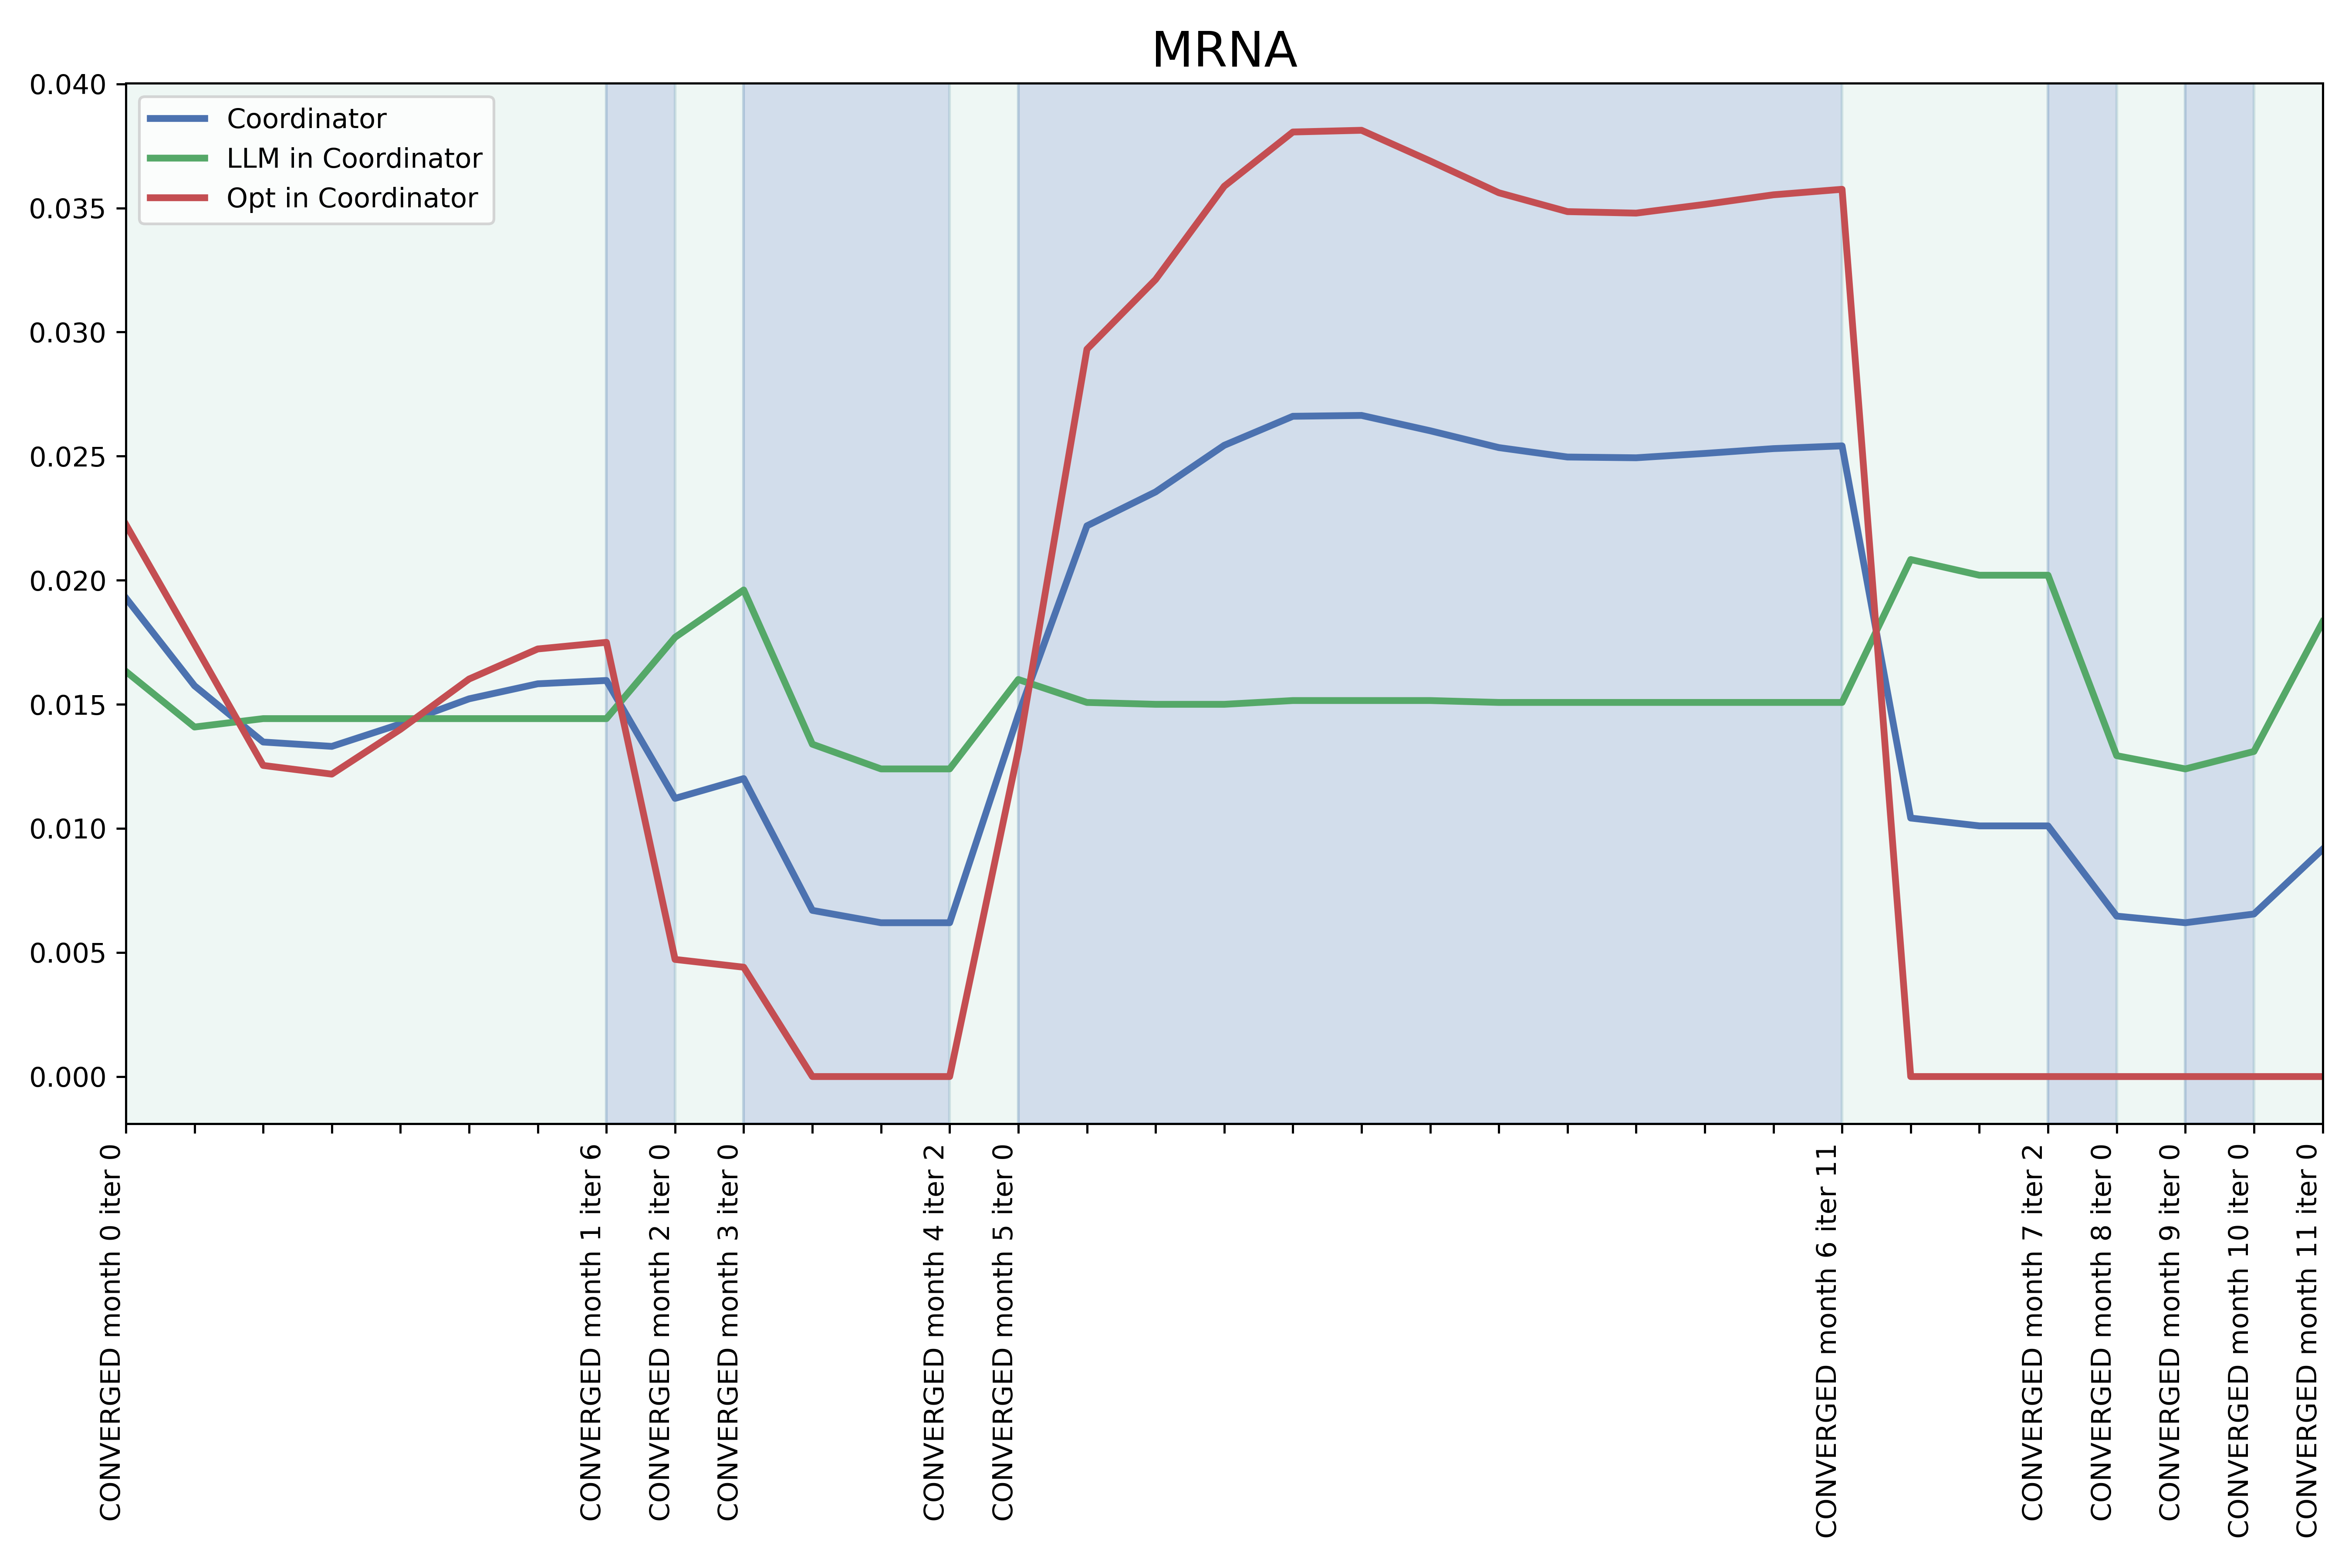 MRNA
0.040
0.035
0.030
0.025
0.020
0.015
0.010
0.005
0.000
Coordinator
LLM in Coordinator
Opt in Coordinator
CONVERGED month 0 iter 0
CONVERGED month 1 iter 6
CONVERGED month 2 iter 0
CONVERGED month 3 iter 0
CONVERGED month 4 iter 2
CONVERGED month 5 iter 0
CONVERGED month 6 iter 11
CONVERGED month 7 iter 2
CONVERGED month 8 iter 0
CONVERGED month 9 iter 0
CONVERGED month 10 iter 0
CONVERGED month 11 iter 0